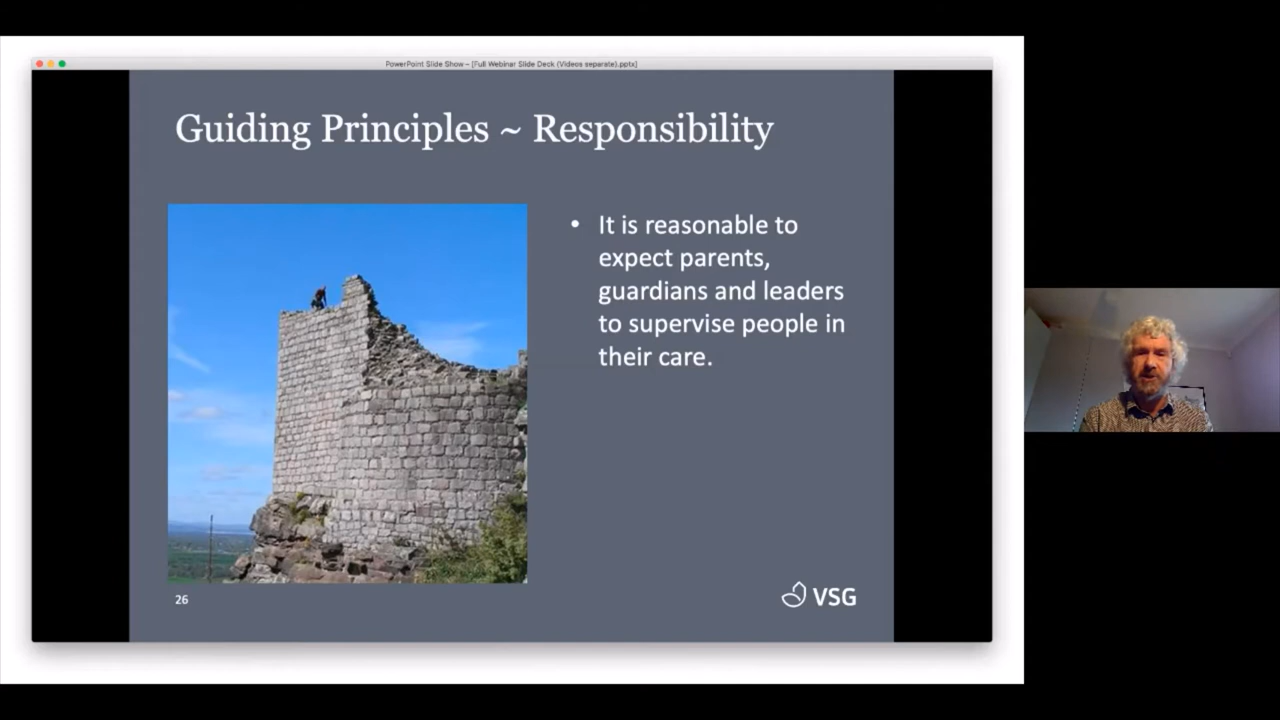 PowerPoint Slide Show – [Full Webinar Slide Deck (Videos separate).pptx]
Guiding Principles ~ Responsibility
• It is reasonable to
expect parents,
guardians and leaders
to supervise people in
their care.
26
VSG